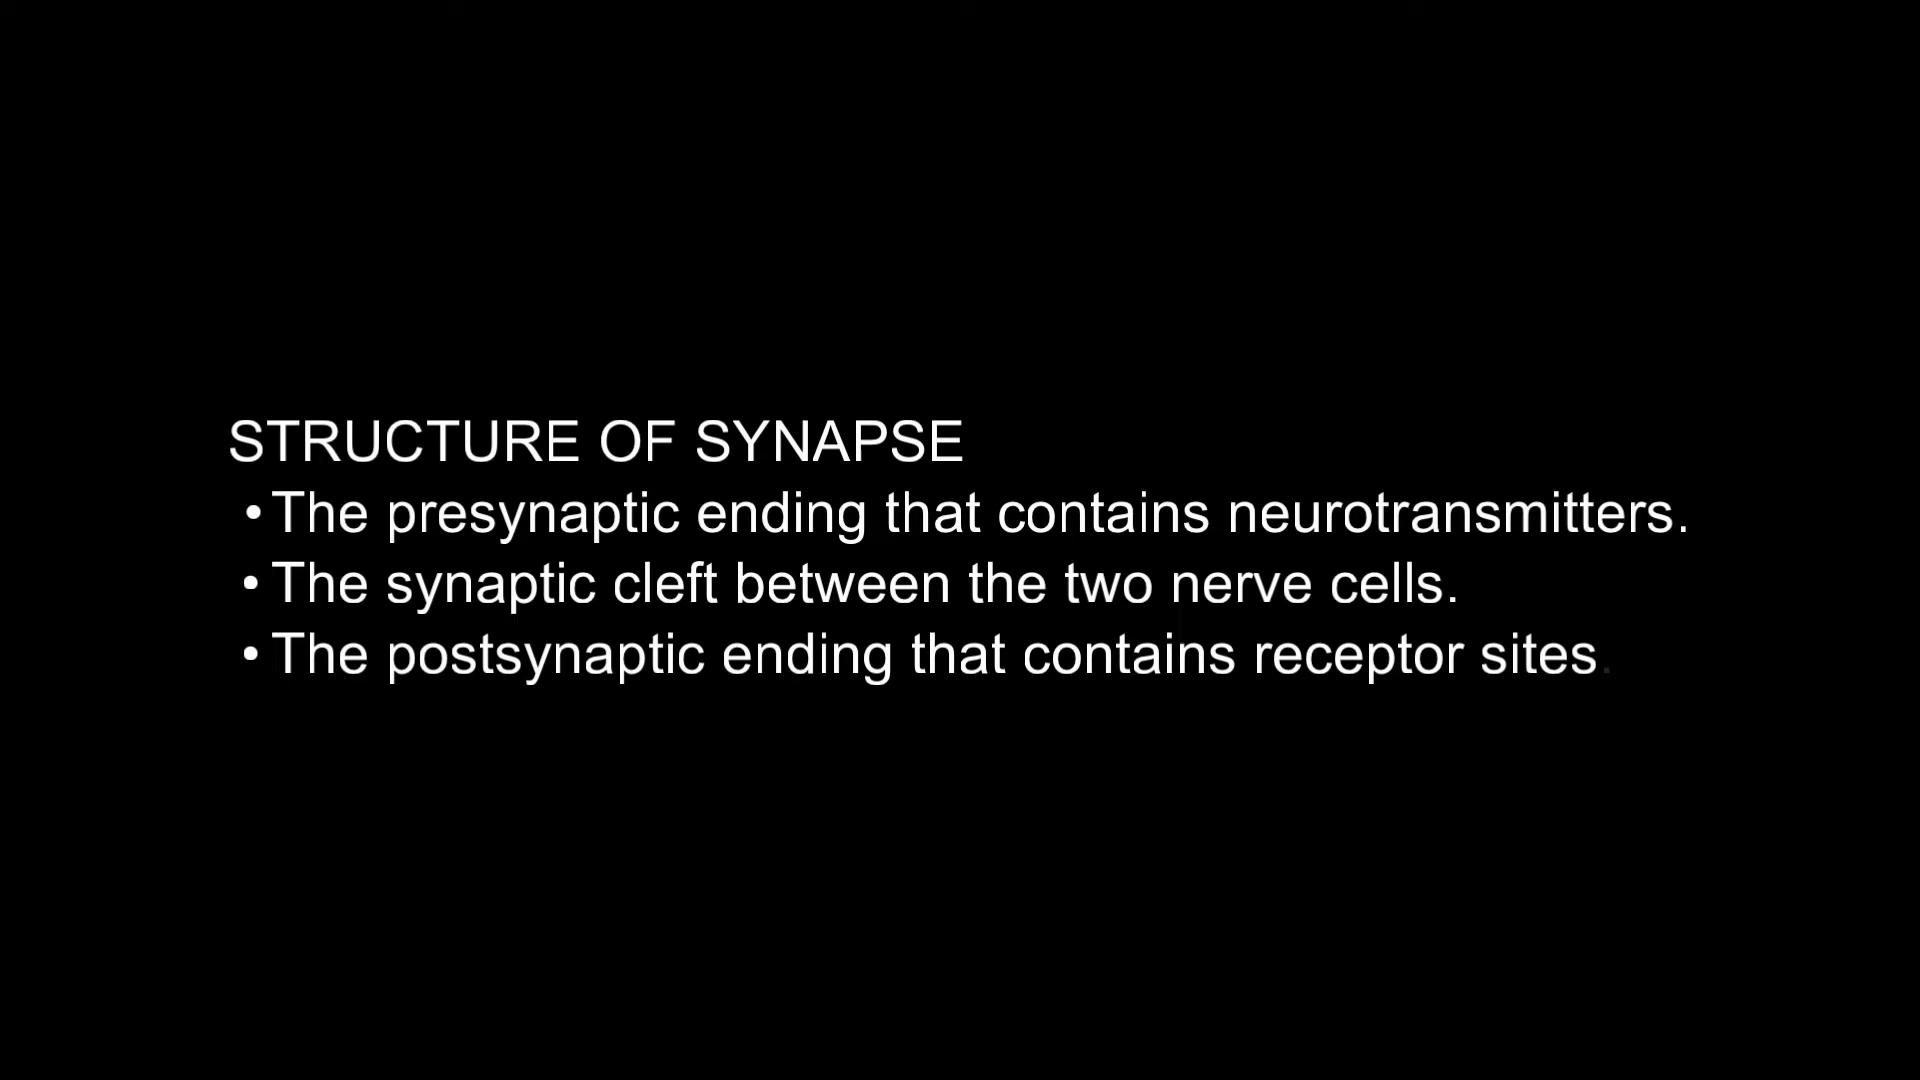 STRUCTURE OF SYNAPSE
• The presynaptic ending that contains neurotransmitters.
• The synaptic cleft between the two nerve cells.
• The postsynaptic ending that contains receptor sites.